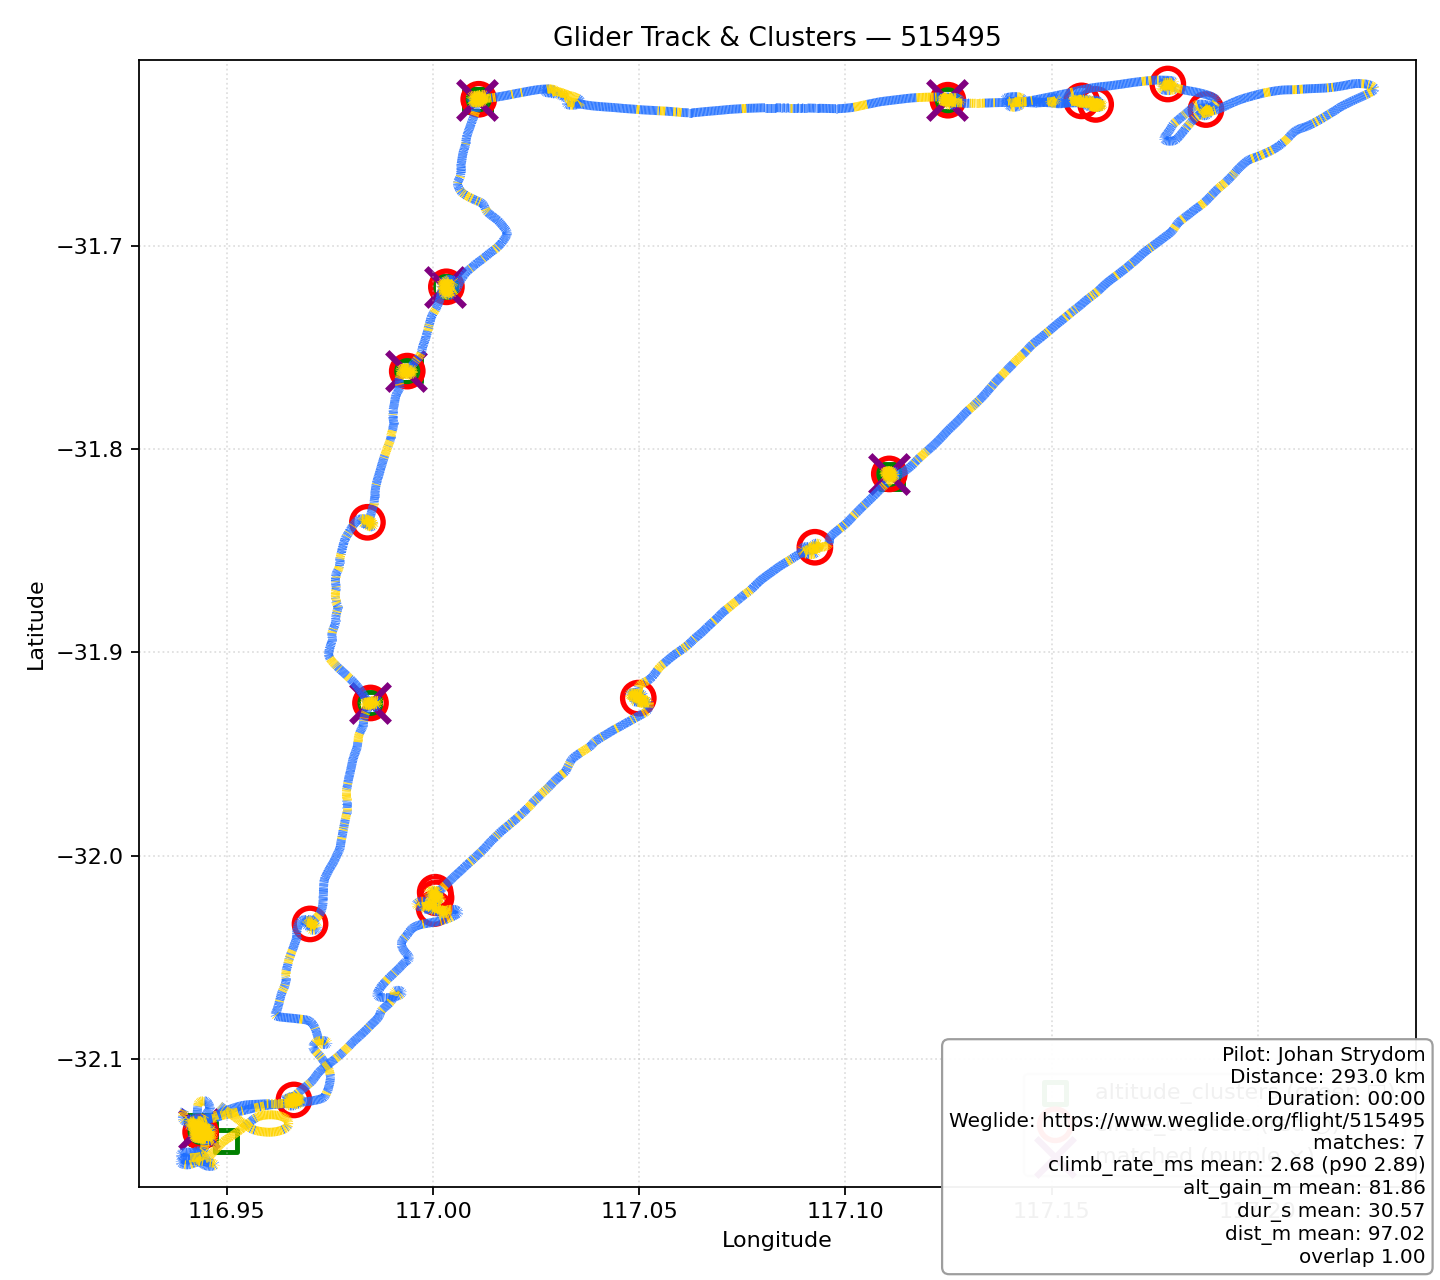 Glider Track & Clusters — 515495
Latitude
−31.7
−31.8
−31.9
−32.0
−32.1
116.95
117.00
117.05
117.10
117.15
Longitude
Pilot: Johan Strydom
Distance: 293.0 km
Duration: 00:00
Weglide: https://www.weglide.org/flight/515495
matches: 7
climb_rate_ms mean: 2.68 (p90 2.89)
alt_gain_m mean: 81.86
dur_s mean: 30.57
dist_m mean: 97.02
overlap 1.00